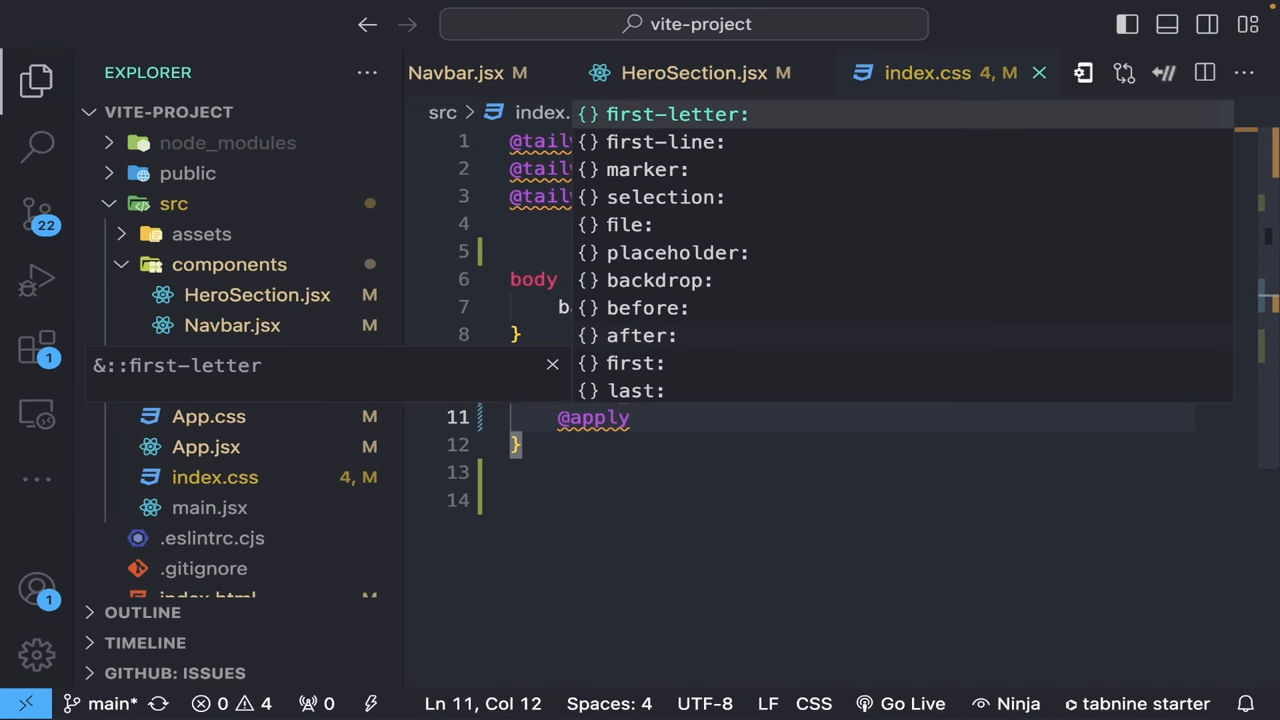 vite-project
EXPLORER
Navbar.jsx M
HeroSection.jsx M
index.css 4, M
VITE-PROJECT
node_modules
public
src
assets
components
HeroSection.jsx M
Navbar.jsx M
&::first-letter
App.css M
App.jsx M
index.css 4, M
main.jsx
.eslintrc.cjs
.gitignore
index.html M
OUTLINE
TIMELINE
GITHUB: ISSUES
22
1
1
src > index.
{} first-letter:
{} first-line:
{} marker:
{} selection:
{} file:
{} placeholder:
{} backdrop:
{} before:
{} after:
{} first:
{} last:
1 @tail
2 @tail
3 @tail
4
5
6 body
7 b
8 }
11 @apply
12 }
13
14
main* 0 4 0 Ln 11, Col 12 Spaces: 4 UTF-8 LF CSS Go Live Ninja tabnine starter